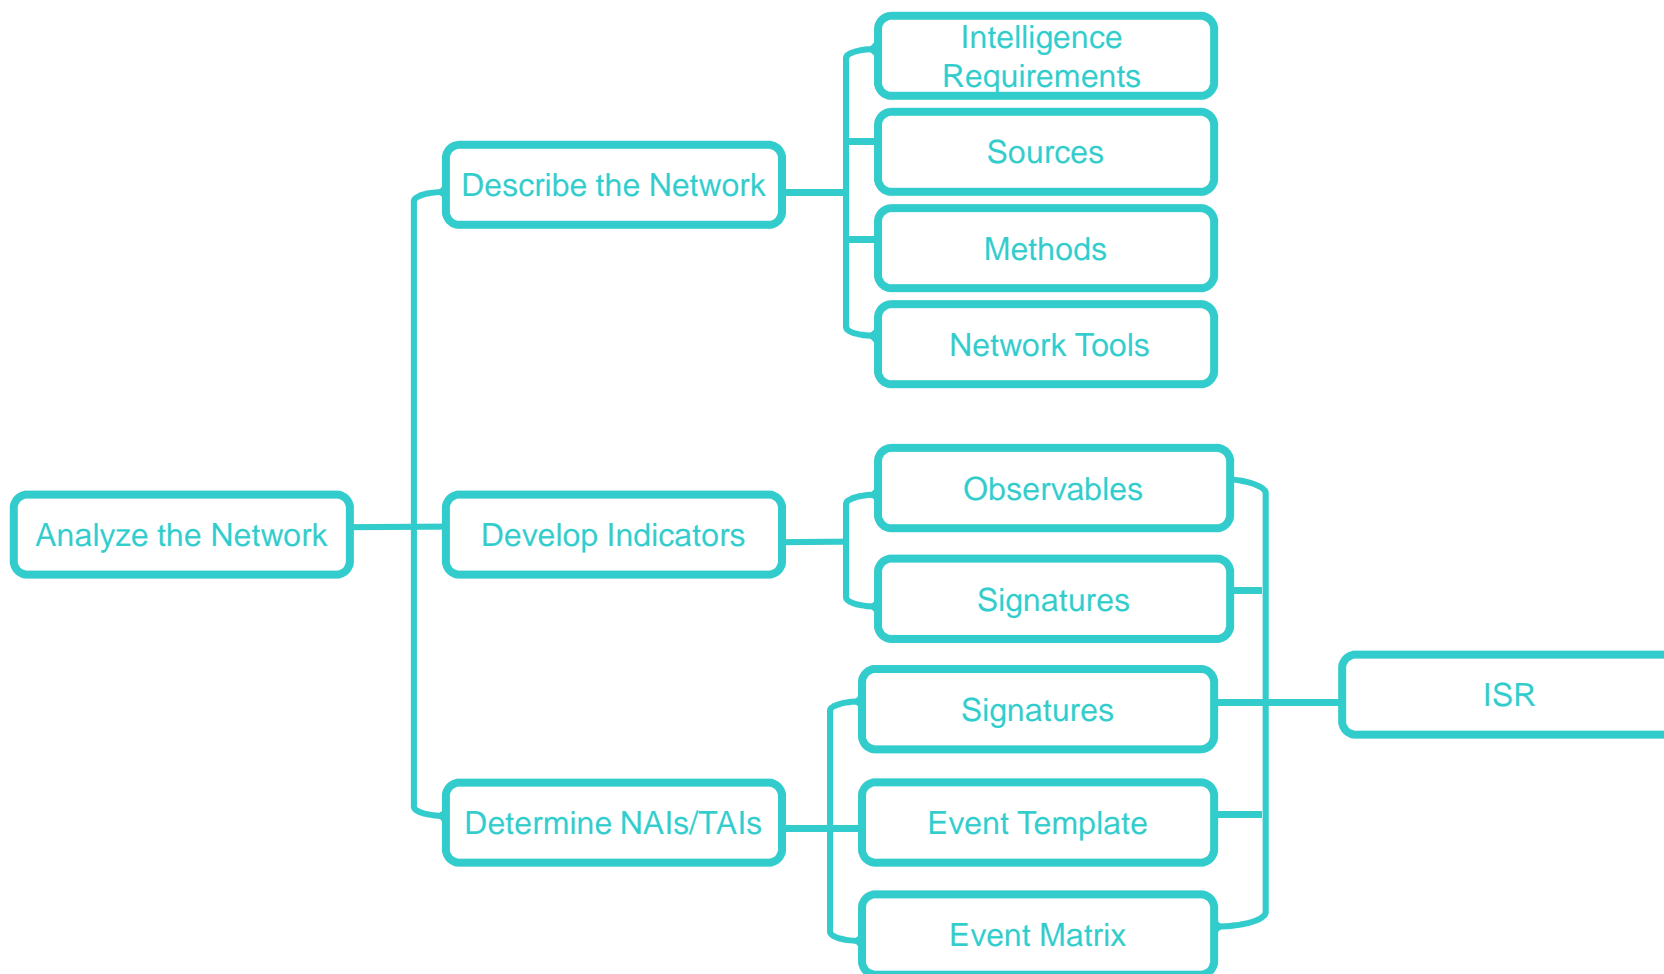 Intelligence
Requirements
Sources
Describe the Network
Methods
Network Tools
Observables
Analyze the Network
Develop Indicators
Signatures
Signatures
ISR
Determine NAIs/TAIs
Event Template
Event Matrix